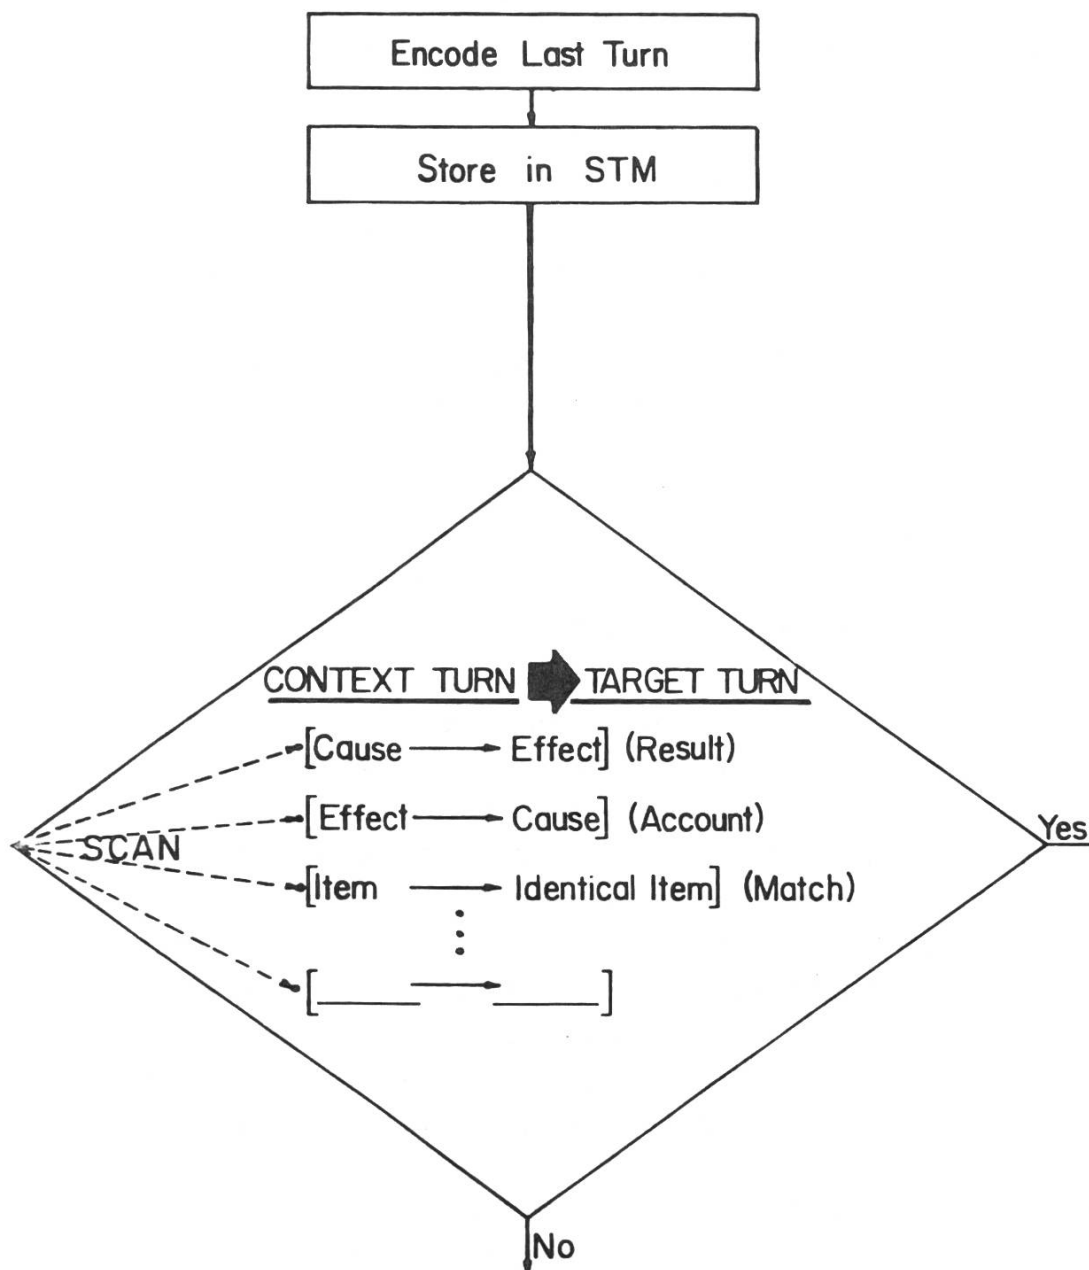 Encode Last Turn
Store in STM
CONTEXT TURN TARGET TURN
[Cause Effect] (Result)
[Effect Cause] (Account)
SCAN
Yes
[Item Identical Item] (Match)
[ ]
No